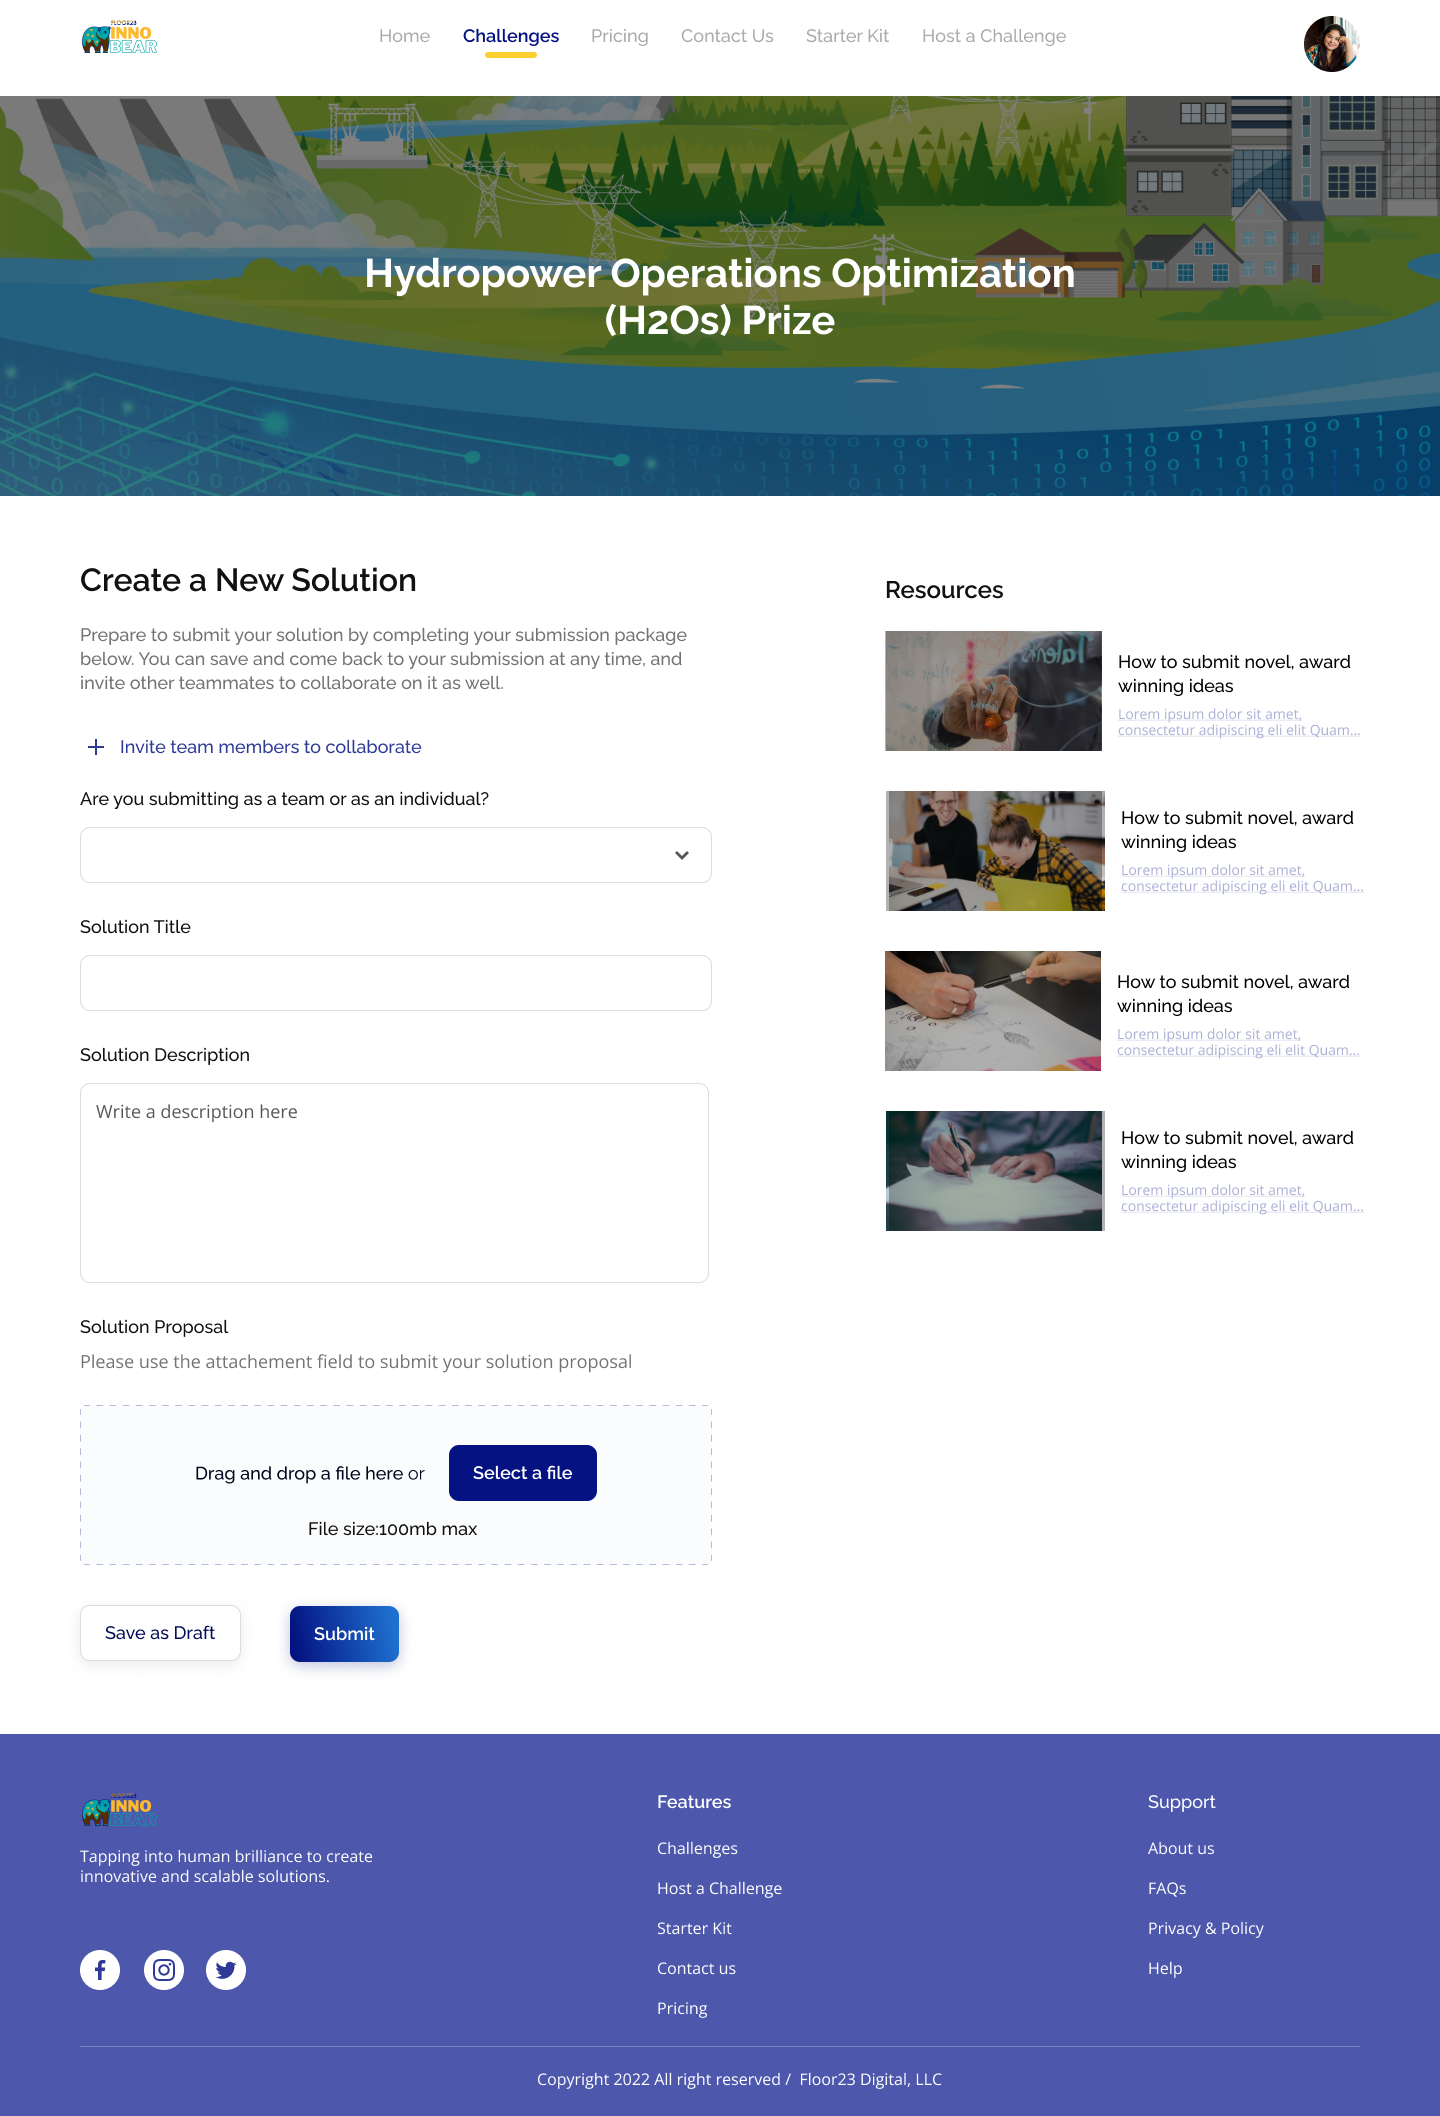 FLOOR23
INNO
BEAR
Home
Challenges
Pricing
Contact Us
Starter Kit
Host a Challenge
Hydropower Operations Optimization
(H2Os) Prize
Create a New Solution
Prepare to submit your solution by completing your submission package
below. You can save and come back to your submission at any time, and
invite other teammates to collaborate on it as well.
Invite team members to collaborate
Are you submitting as a team or as an individual?
Solution Title
Solution Description
Write a description here
Solution Proposal
Please use the attachement field to submit your solution proposal
Drag and drop a file here or
Select a file
File size:100mb max
Save as Draft
Submit
Resources
How to submit novel, award
winning ideas
Lorem ipsum dolor sit amet,
consectetur adipiscing eli elit Quam...
How to submit novel, award
winning ideas
Lorem ipsum dolor sit amet,
consectetur adipiscing eli elit Quam...
How to submit novel, award
winning ideas
Lorem ipsum dolor sit amet,
consectetur adipiscing eli elit Quam...
How to submit novel, award
winning ideas
Lorem ipsum dolor sit amet,
consectetur adipiscing eli elit Quam...
INNO
BEAR
Tapping into human brilliance to create
innovative and scalable solutions.
Features
Challenges
Host a Challenge
Starter Kit
Contact us
Pricing
Support
About us
FAQs
Privacy & Policy
Help
Copyright 2022 All right reserved / Floor23 Digital, LLC